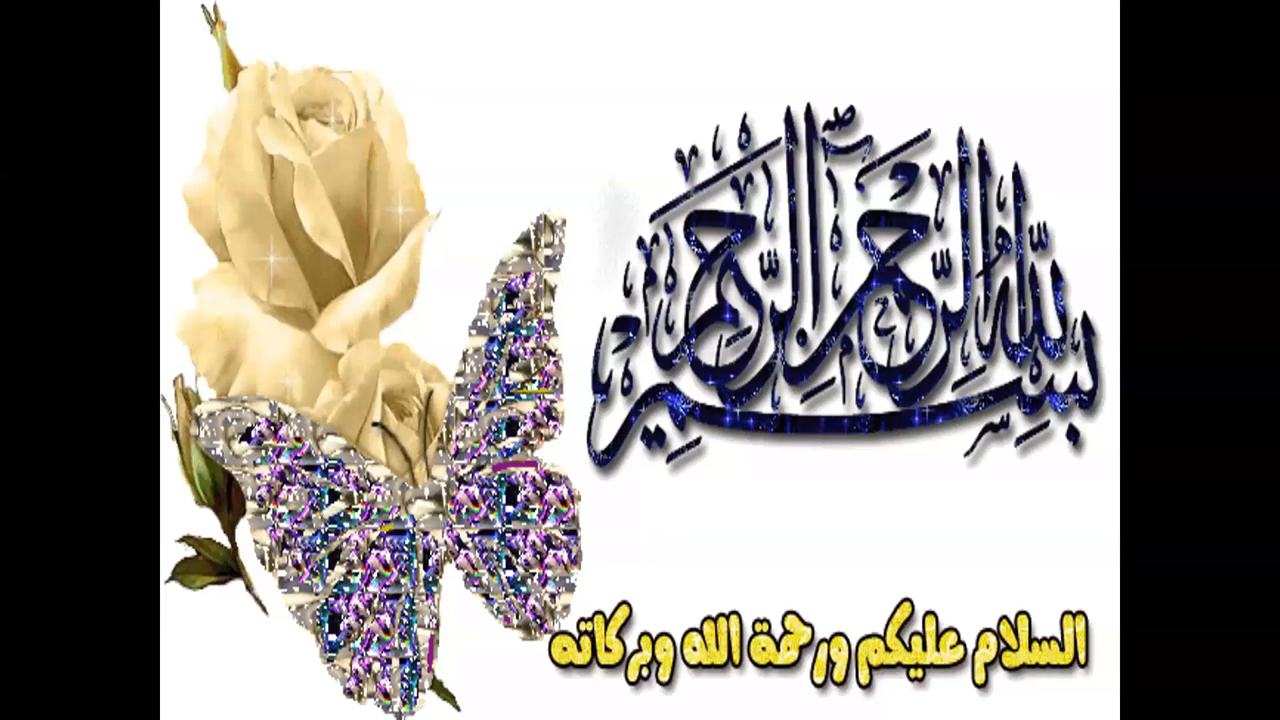 بسم الله الرحمن الرحيم
السلام عليكم ورحمة الله وبركاته